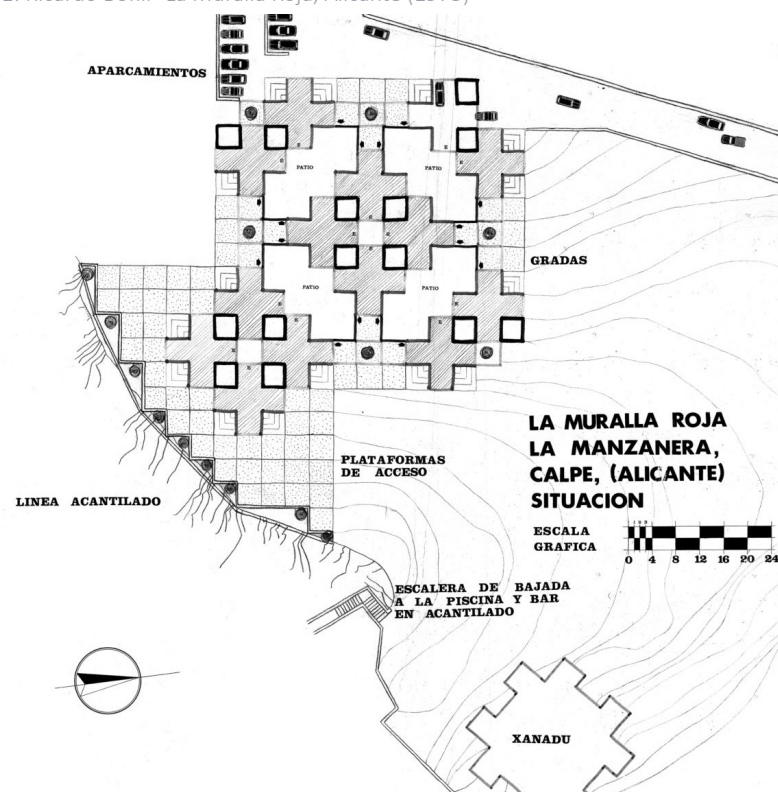 APARCAMIENTOS
E
E
E
PATIO
PATIO
E
E
E
GRADAS
PATIO
PATIO
E
E
E
E
E
LA MURALLA ROJA
LA MANZANERA,
CALPE, (ALICANTE)
SITUACION
PLATAFORMAS
DE ACCESO
LINEA ACANTILADO
ESCALA
GRAFICA
0 4 8 12 16 20 24
ESCALERA DE BAJADA
A LA PISCINA Y BAR
EN ACANTILADO
XANADU